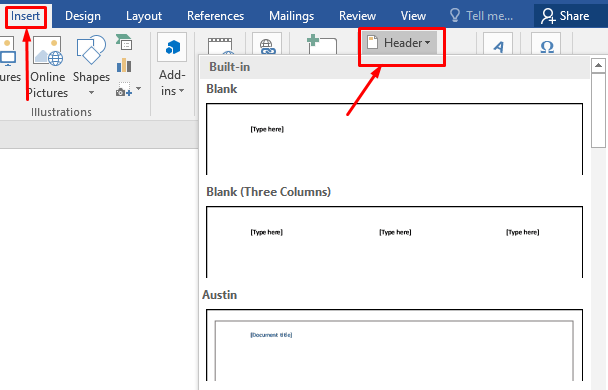 Insert Design Layout References Mailings Review View Tell me... Share
Header
ures Online Pictures Shapes Add-ins
Illustrations
Built-in
Blank
[Type here]
Blank (Three Columns)
[Type here] [Type here] [Type here]
Austin
[Document title]